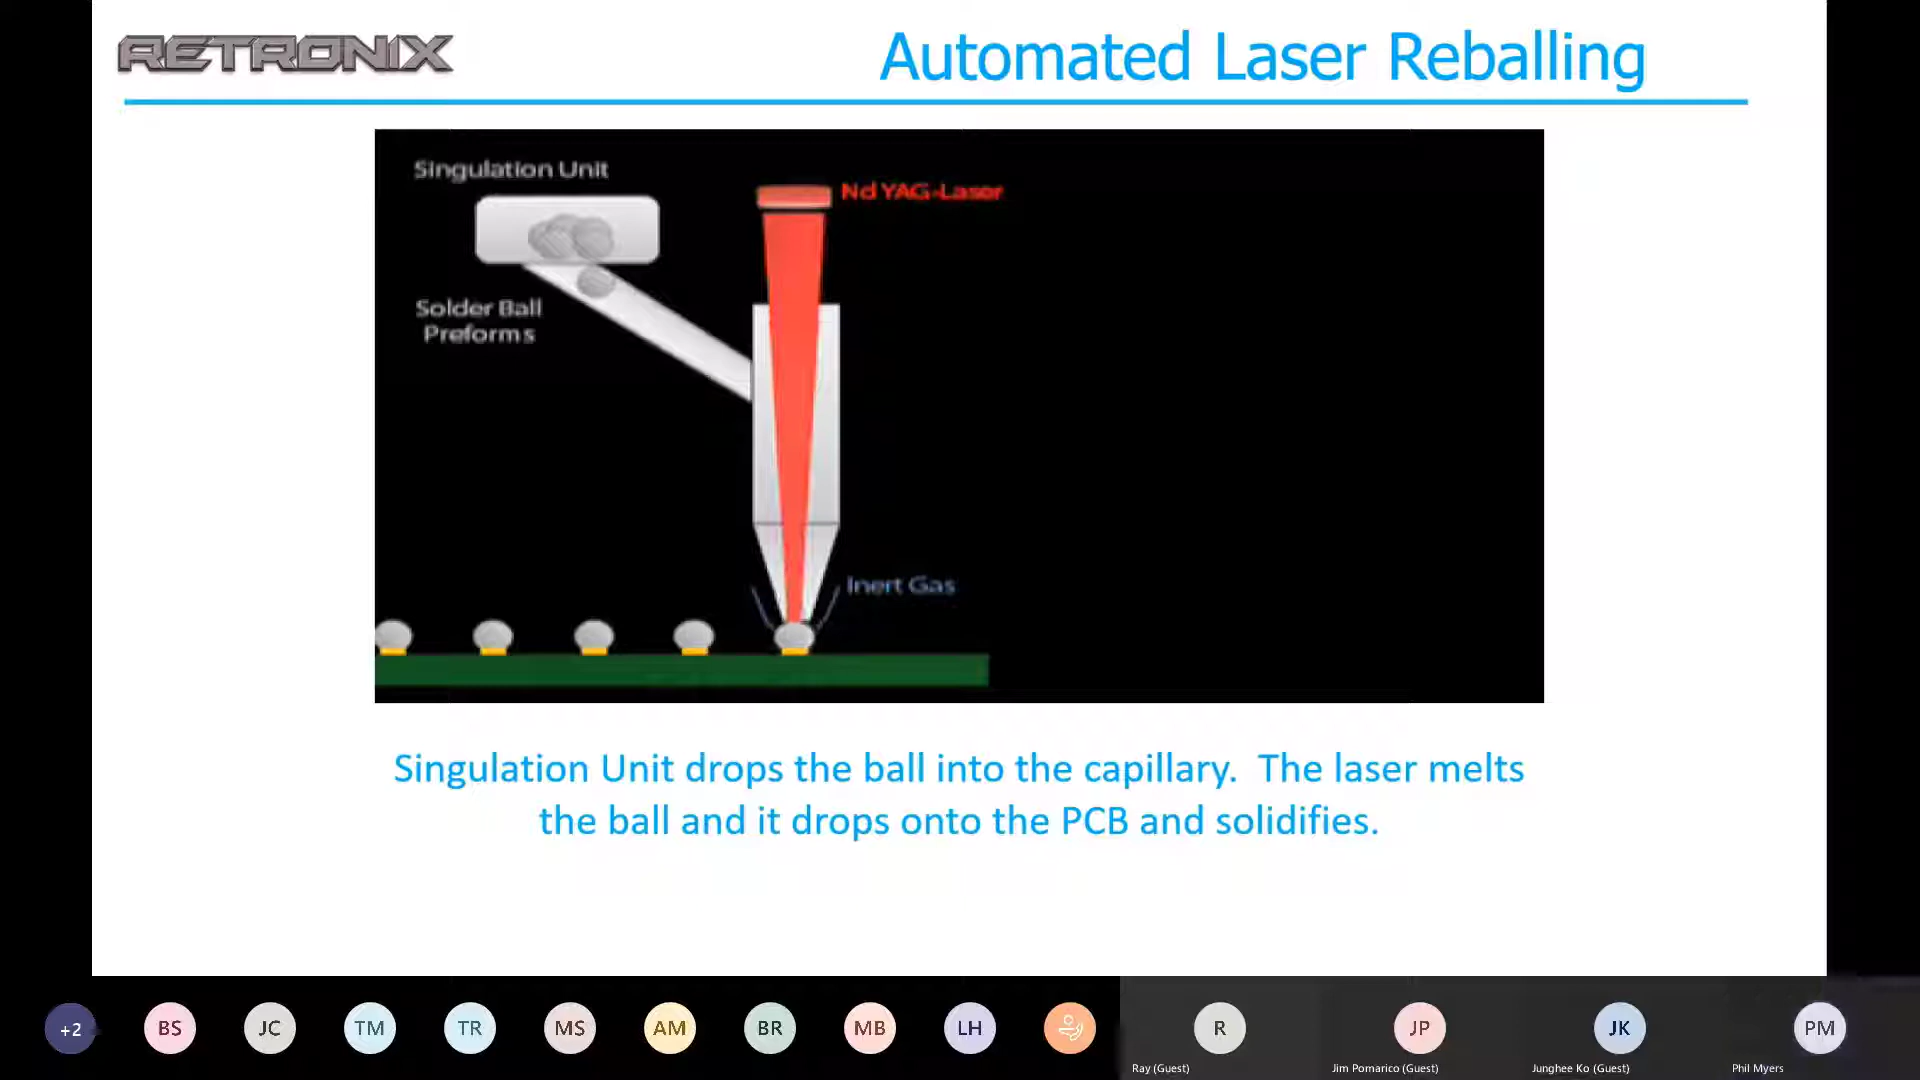 RETRONIX
Automated Laser Reballing
Singulation Unit
Nd YAG-Laser
Solder Ball
Preforms
Inert Gas
Singulation Unit drops the ball into the capillary. The laser melts
the ball and it drops onto the PCB and solidifies.
+2
BS
JC
TM
TR
MS
AM
BR
MB
LH
R
JP
JK
PM
Ray (Guest)
Jim Pomarico (Guest)
Junghee Ko (Guest)
Phil Myers